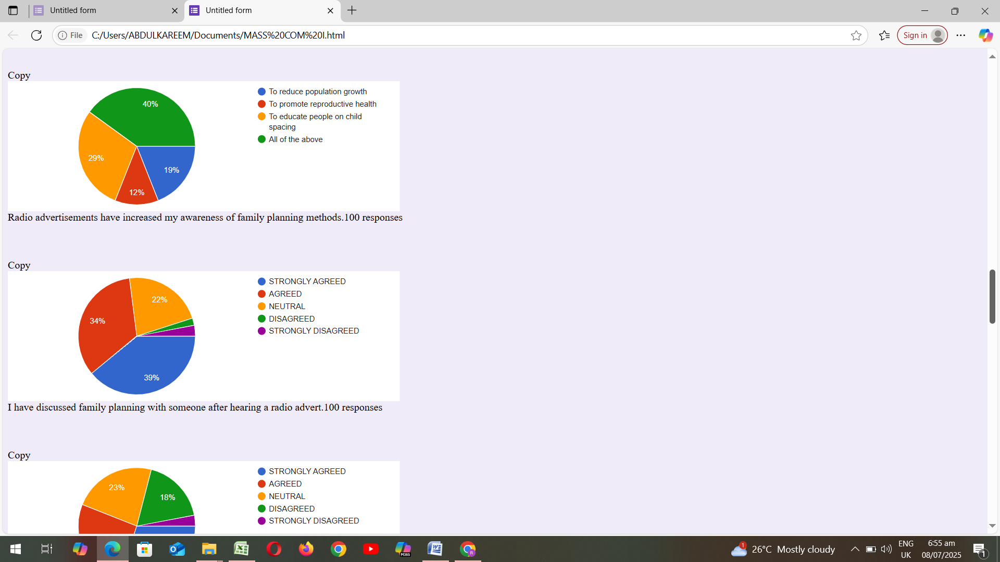 Untitled form
Untitled form
File
C:/Users/ABDULKAREEM/Documents/MASS%20COM%20I.html
Sign in
Copy
40%
29%
19%
12%
To reduce population growth
To promote reproductive health
To educate people on child
spacing
All of the above
Radio advertisements have increased my awareness of family planning methods.100 responses
Copy
22%
34%
39%
STRONGLY AGREED
AGREED
NEUTRAL
DISAGREED
STRONGLY DISAGREED
I have discussed family planning with someone after hearing a radio advert.100 responses
Copy
23%
18%
STRONGLY AGREED
AGREED
NEUTRAL
DISAGREED
STRONGLY DISAGREED
M365
1
26°C Mostly cloudy
ENG
UK
6:55 am
08/07/2025
1